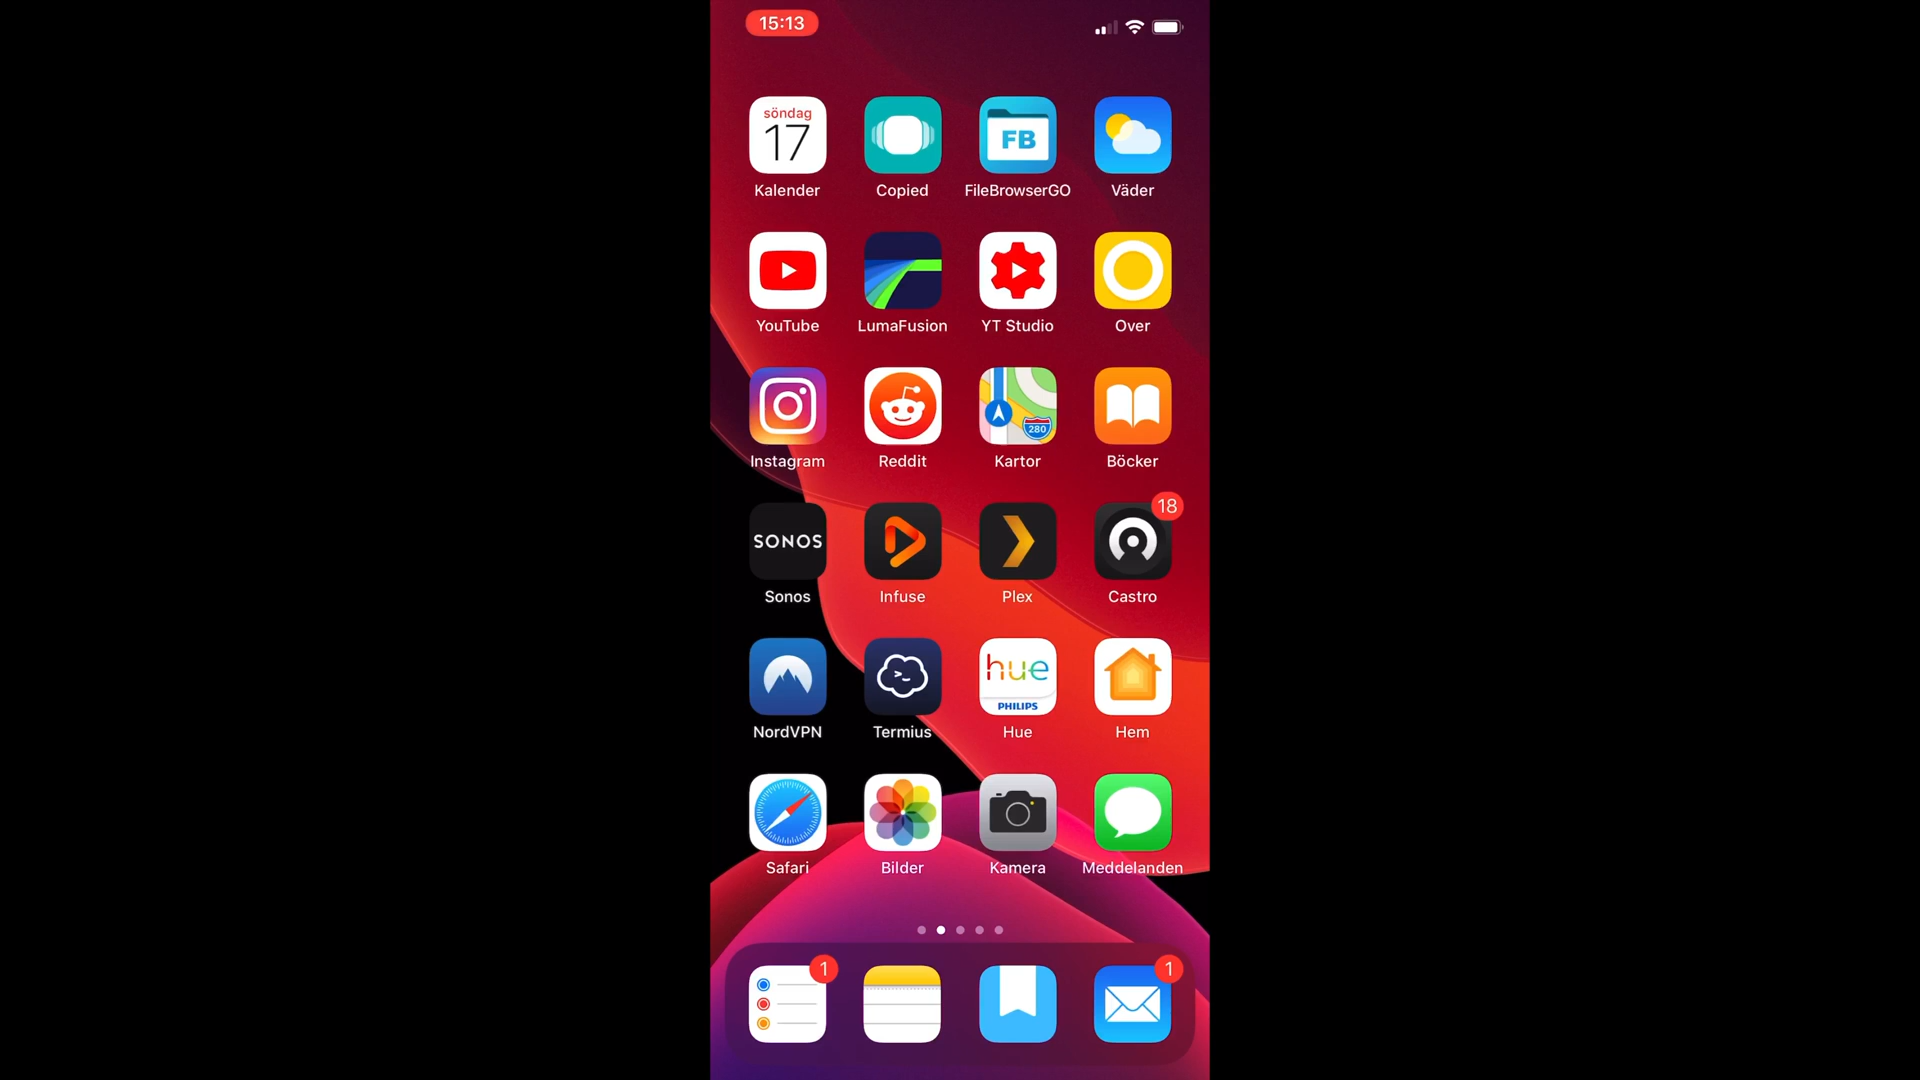 15:13
söndag
17
FB
Kalender Copied FileBrowserGO Väder
YouTube LumaFusion YT Studio Over
280
Instagram Reddit Kartor Böcker
18
SONOS
Sonos Infuse Plex Castro
>_
hue
PHILIPS
NordVPN Termius Hue Hem
Safari Bilder Kamera Meddelanden
1 1